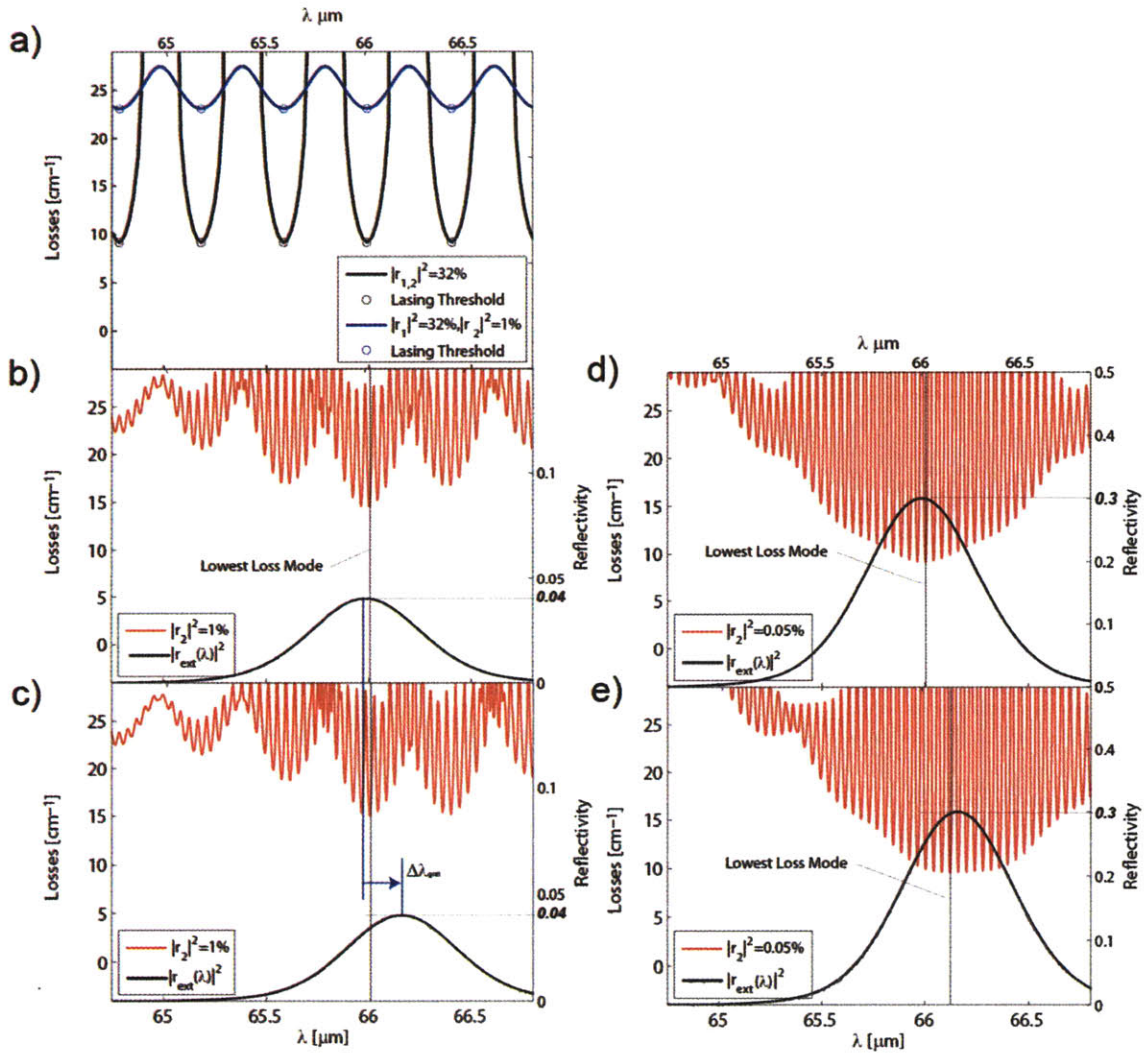 λ μm
a)
65 65.5 66 66.5
Losses [cm⁻¹]
25
20
15
10
5
0
|r₁,₂|²=32%
Lasing Threshold
|r₁|²=32%,|r₂|²=1%
Lasing Threshold
b)
Losses [cm⁻¹]
25
20
15
10
5
0
Lowest Loss Mode
|r₂|²=1%
|r_ext(λ)|²
0.1
0.05
0.04
0
Reflectivity
c)
Losses [cm⁻¹]
25
20
15
10
5
0
|r₂|²=1%
|r_ext(λ)|²
0.1
0.05
0.04
0
Reflectivity
65 65.5 66 66.5
λ [μm]
λ μm
d)
65 65.5 66 66.5
Losses [cm⁻¹]
25
20
15
10
5
0
Lowest Loss Mode
|r₂|²=0.05%
|r_ext(λ)|²
0.5
0.4
0.3
0.2
0.1
Reflectivity
e)
Losses [cm⁻¹]
25
20
15
10
5
0
Lowest Loss Mode
|r₂|²=0.05%
|r_ext(λ)|²
0.5
0.4
0.3
0.2
0.1
0
Reflectivity
65 65.5 66 66.5
λ [μm]